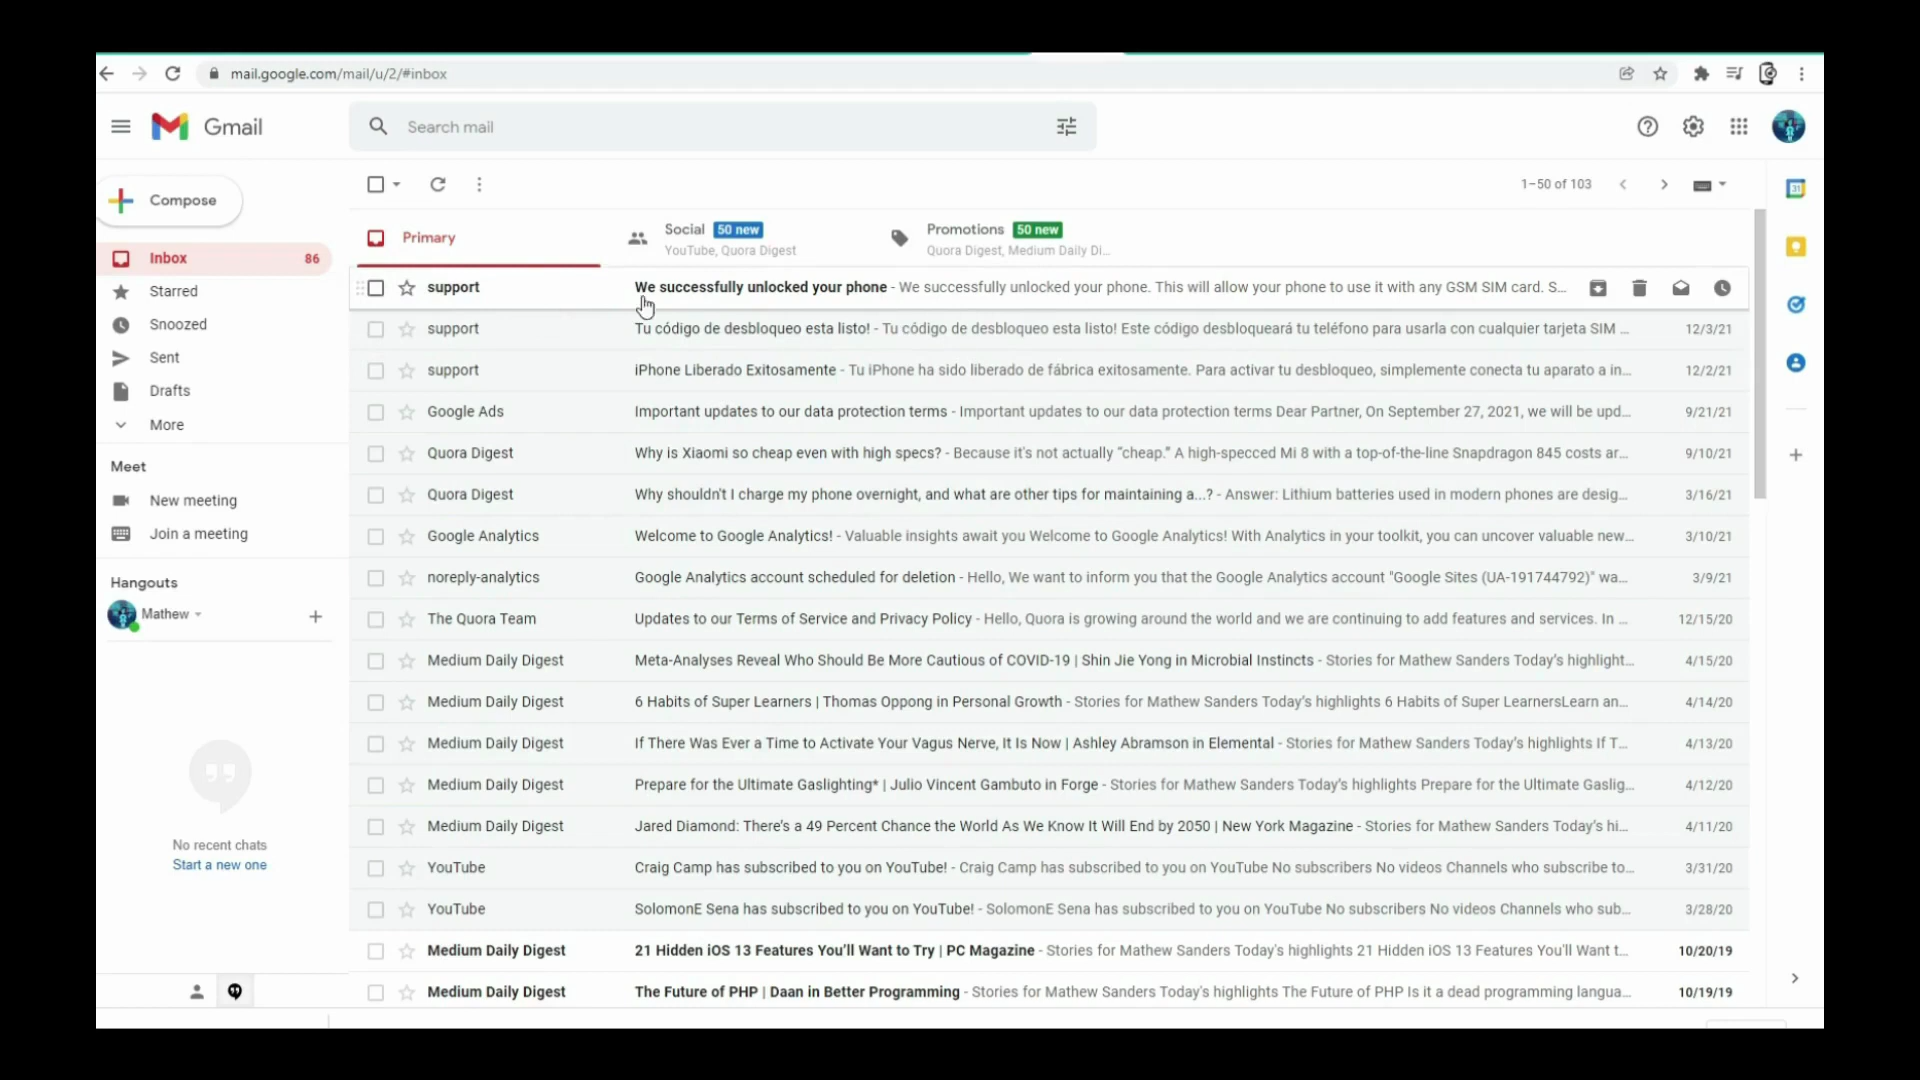 mail.google.com/mail/u/2/#inbox
Gmail
Search mail
Compose
1–50 of 103
Primary
Social 50 new
YouTube, Quora Digest
Promotions 50 new
Quora Digest, Medium Daily Di...
Inbox 86
Starred
Snoozed
Sent
Drafts
More
Meet
New meeting
Join a meeting
Hangouts
Mathew
No recent chats
Start a new one
support We successfully unlocked your phone - We successfully unlocked your phone. This will allow your phone to use it with any GSM SIM card. S...
support Tu código de desbloqueo esta listo! - Tu código de desbloqueo esta listo! Este código desbloqueará tu teléfono para usarla con cualquier tarjeta SIM ... 12/3/21
support iPhone Liberado Exitosamente - Tu iPhone ha sido liberado de fábrica exitosamente. Para activar tu desbloqueo, simplemente conecta tu aparato a in... 12/2/21
Google Ads Important updates to our data protection terms - Important updates to our data protection terms Dear Partner, On September 27, 2021, we will be upd... 9/21/21
Quora Digest Why is Xiaomi so cheap even with high specs? - Because it's not actually “cheap.” A high-specced Mi 8 with a top-of-the-line Snapdragon 845 costs ar... 9/10/21
Quora Digest Why shouldn't I charge my phone overnight, and what are other tips for maintaining a...? - Answer: Lithium batteries used in modern phones are desig... 3/16/21
Google Analytics Welcome to Google Analytics! - Valuable insights await you Welcome to Google Analytics! With Analytics in your toolkit, you can uncover valuable new... 3/10/21
noreply-analytics Google Analytics account scheduled for deletion - Hello, We want to inform you that the Google Analytics account "Google Sites (UA-191744792)" wa... 3/9/21
The Quora Team Updates to our Terms of Service and Privacy Policy - Hello, Quora is growing around the world and we are continuing to add features and services. In ... 12/15/20
Medium Daily Digest Meta-Analyses Reveal Who Should Be More Cautious of COVID-19 | Shin Jie Yong in Microbial Instincts - Stories for Mathew Sanders Today’s highlight... 4/15/20
Medium Daily Digest 6 Habits of Super Learners | Thomas Oppong in Personal Growth - Stories for Mathew Sanders Today’s highlights 6 Habits of Super LearnersLearn an... 4/14/20
Medium Daily Digest If There Was Ever a Time to Activate Your Vagus Nerve, It Is Now | Ashley Abramson in Elemental - Stories for Mathew Sanders Today’s highlights If T... 4/13/20
Medium Daily Digest Prepare for the Ultimate Gaslighting* | Julio Vincent Gambuto in Forge - Stories for Mathew Sanders Today’s highlights Prepare for the Ultimate Gaslig... 4/12/20
Medium Daily Digest Jared Diamond: There’s a 49 Percent Chance the World As We Know It Will End by 2050 | New York Magazine - Stories for Mathew Sanders Today’s hi... 4/11/20
YouTube Craig Camp has subscribed to you on YouTube! - Craig Camp has subscribed to you on YouTube No subscribers No videos Channels who subscribe to... 3/31/20
YouTube SolomonE Sena has subscribed to you on YouTube! - SolomonE Sena has subscribed to you on YouTube No subscribers No videos Channels who sub... 3/28/20
Medium Daily Digest 21 Hidden iOS 13 Features You’ll Want to Try | PC Magazine - Stories for Mathew Sanders Today’s highlights 21 Hidden iOS 13 Features You’ll Want t... 10/20/19
Medium Daily Digest The Future of PHP | Daan in Better Programming - Stories for Mathew Sanders Today’s highlights The Future of PHP Is it a dead programming langua... 10/19/19
31